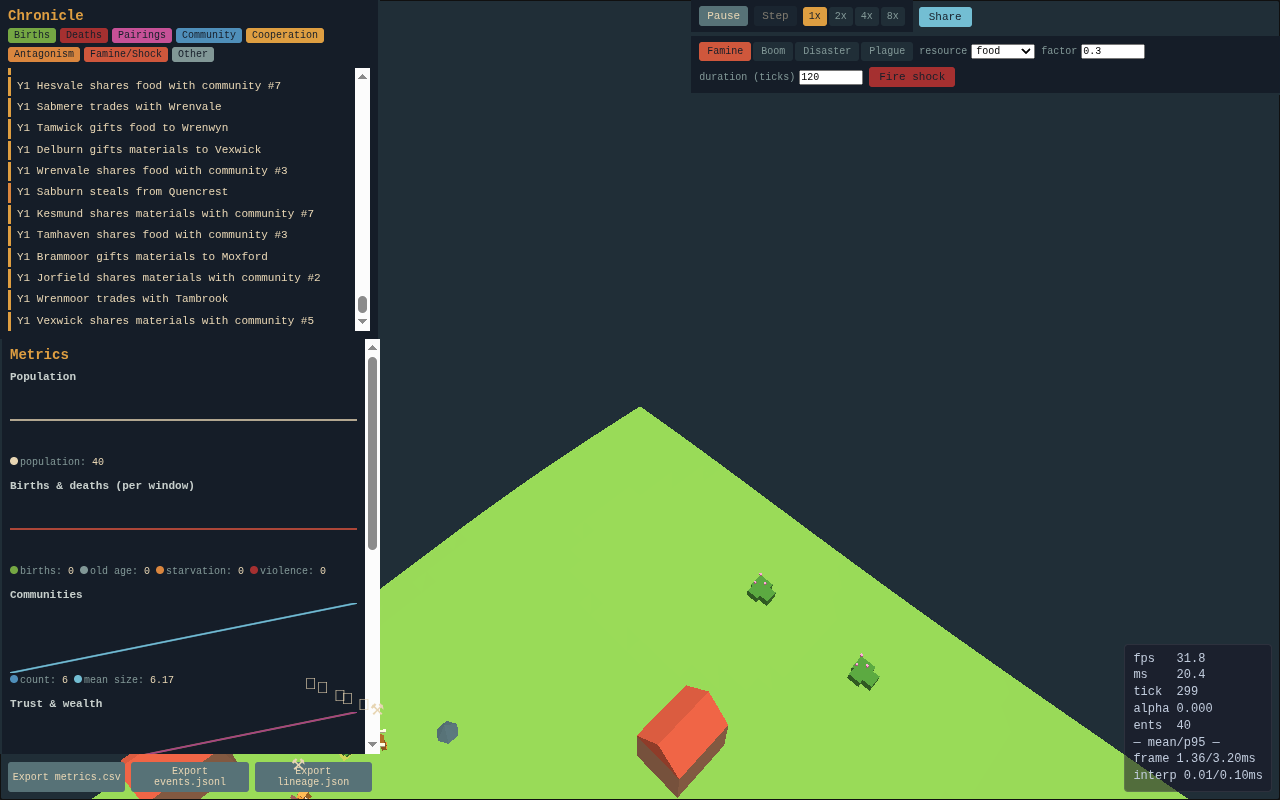 Chronicle
Births Deaths Pairings Community Cooperation
Antagonism Famine/Shock Other
Y1 Hesvale shares food with community #7
Y1 Sabmere trades with Wrenvale
Y1 Tamwick gifts food to Wrenwyn
Y1 Delburn gifts materials to Vexwick
Y1 Wrenvale shares food with community #3
Y1 Sabburn steals from Quencrest
Y1 Kesmund shares materials with community #7
Y1 Tamhaven shares food with community #3
Y1 Brammoor gifts materials to Moxford
Y1 Jorfield shares materials with community #2
Y1 Wrenmoor trades with Tambrook
Y1 Vexwick shares materials with community #5
Metrics
Population
population: 40
Births & deaths (per window)
births: 0 old age: 0 starvation: 0 violence: 0
Communities
count: 6 mean size: 6.17
Trust & wealth
Export metrics.csv
Export events.jsonl
Export lineage.json
Pause Step 1x 2x 4x 8x Share
Famine Boom Disaster Plague resource food factor 0.3
duration (ticks) 120 Fire shock
fps 31.8
ms 20.4
tick 299
alpha 0.000
ents 40
— mean/p95 —
frame 1.36/3.20ms
interp 0.01/0.10ms